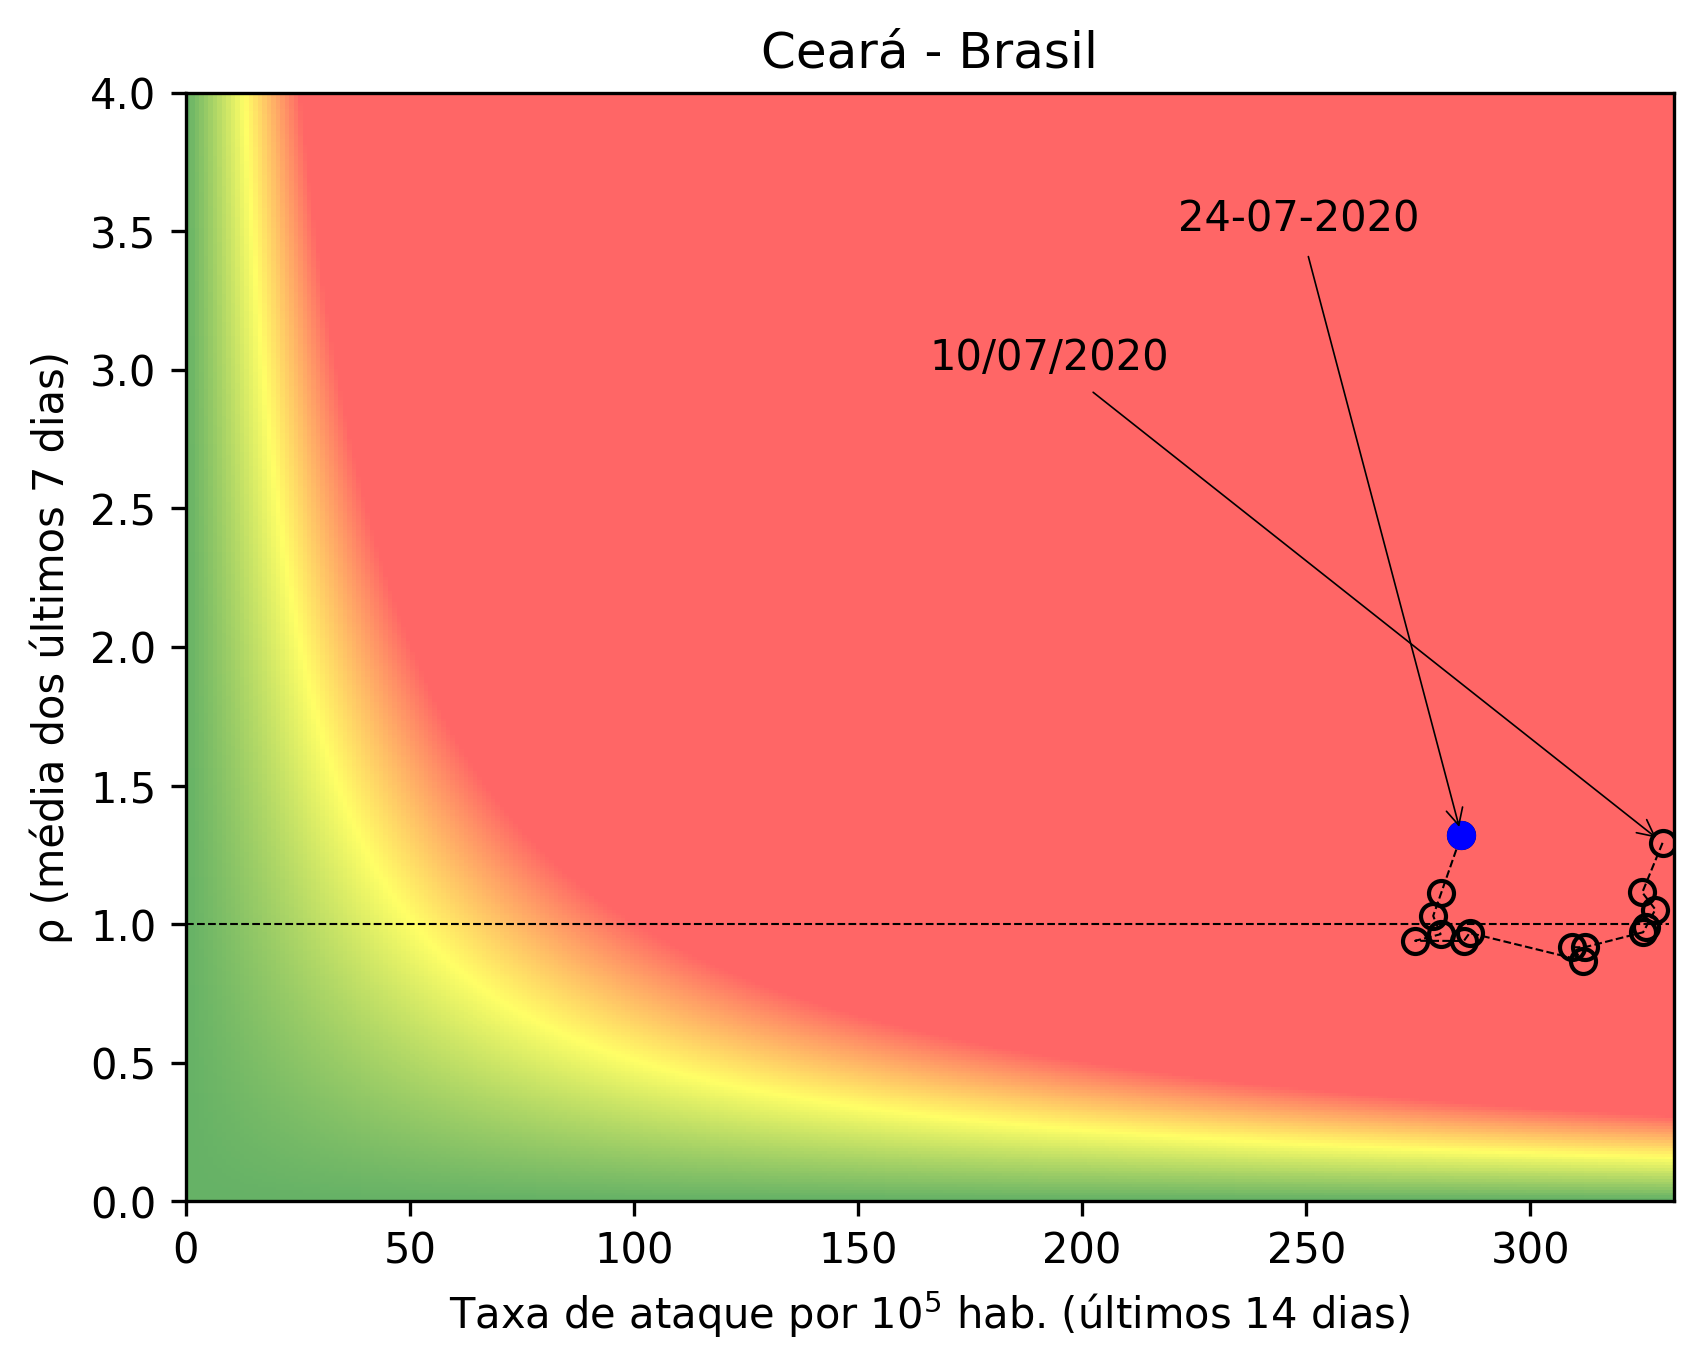 Ceará - Brasil
4.0
3.5
3.0
2.5
2.0
1.5
1.0
0.5
0.0
ρ (média dos últimos 7 dias)
24-07-2020
10/07/2020
0 50 100 150 200 250 300
Taxa de ataque por 10⁵ hab. (últimos 14 dias)